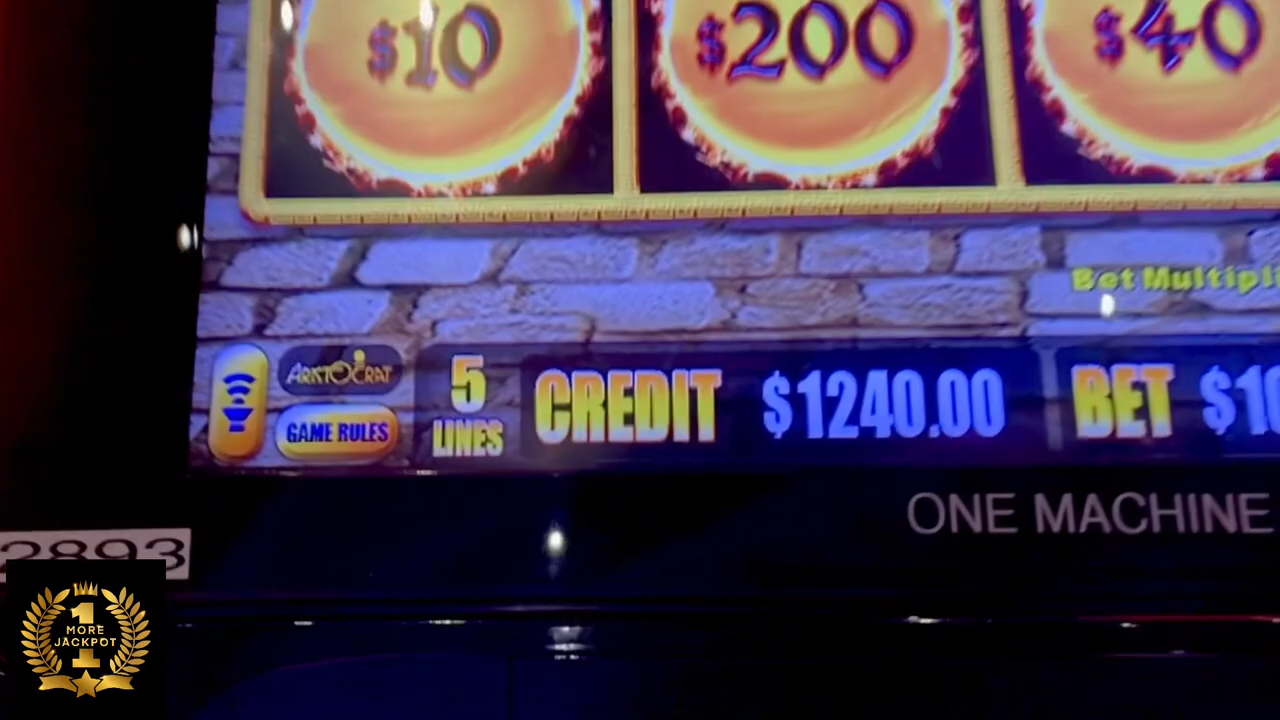 $10 $200 $40
Bet Multipli
ARISTOCRAT
GAME RULES
5
LINES
CREDIT $1240.00
BET $10
ONE MACHINE
2893
1
MORE
JACKPOT